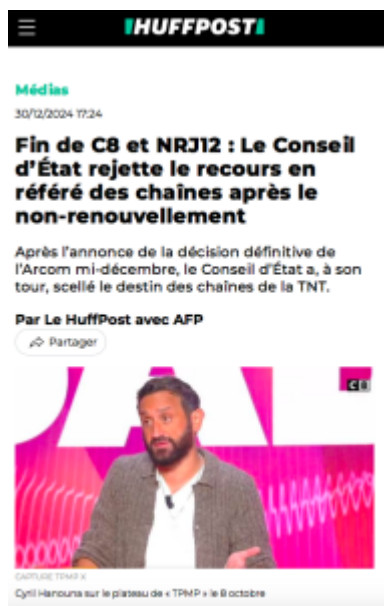 IHUFFPOSTI
Médias
30/12/2024 17:24
Fin de C8 et NRJ12 : Le Conseil
d’État rejette le recours en
référé des chaînes après le
non-renouvellement
Après l’annonce de la décision définitive de
l’Arcom mi-décembre, le Conseil d’État a, à son
tour, scellé le destin des chaînes de la TNT.
Par Le HuffPost avec AFP
Partager
C8
CAPTURE TPMP X
Cyril Hanouna sur le plateau de « TPMP » le 8 octobre